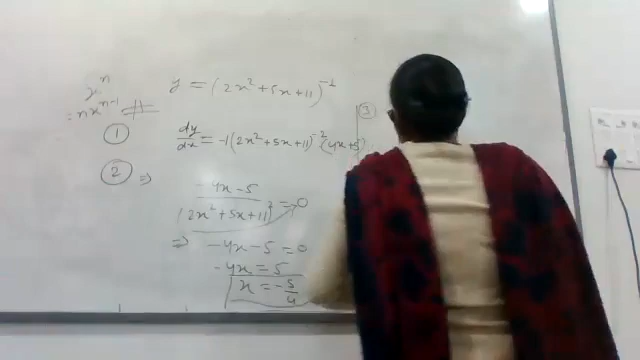 xⁿ
= nxⁿ⁻¹
y = (2x² + 5x + 11)⁻¹
① dy/dx = -1(2x² + 5x + 11)⁻² (4x + 5)
② ⇒ -4x - 5 / (2x² + 5x + 11)² = 0
⇒ -4x - 5 = 0
-4x = 5
x = -5/4
③